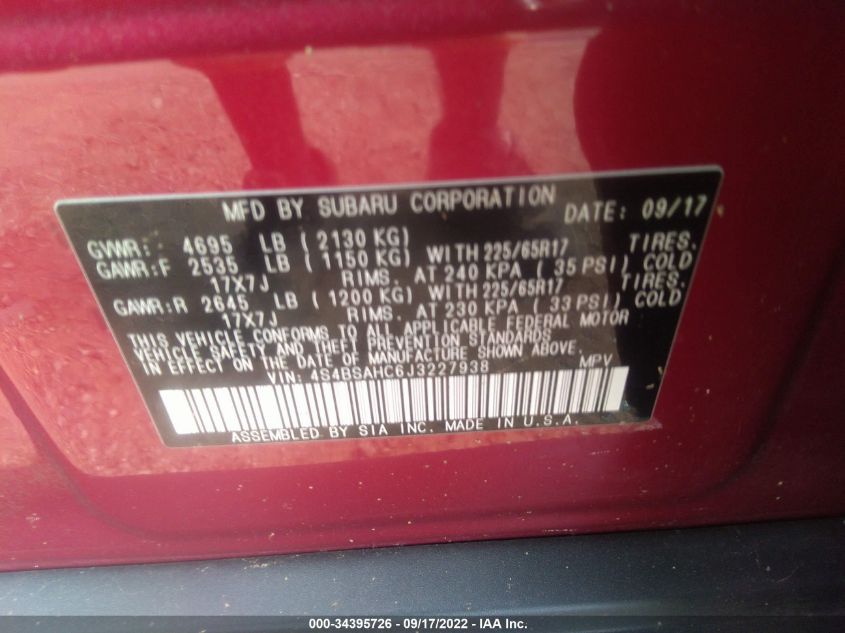 MFD BY SUBARU CORPORATION DATE: 09/17
GVWR: 4695 LB ( 2130 KG)
GAWR:F 2535 LB ( 1150 KG) WITH 225/65R17 TIRES.
17X7J RIMS. AT 240 KPA ( 35 PSI) COLD
GAWR:R 2645 LB ( 1200 KG) WITH 225/65R17 TIRES.
17X7J RIMS. AT 230 KPA ( 33 PSI) COLD
THIS VEHICLE CONFORMS TO ALL APPLICABLE FEDERAL MOTOR
VEHICLE SAFETY AND THEFT PREVENTION STANDARDS
IN EFFECT ON THE DATE OF MANUFACTURE SHOWN ABOVE.
VIN: 4S4BSAHC6J3227938 MPV
ASSEMBLED BY SIA INC. MADE IN U.S.A.
000-34395726 - 09/17/2022 - IAA Inc.